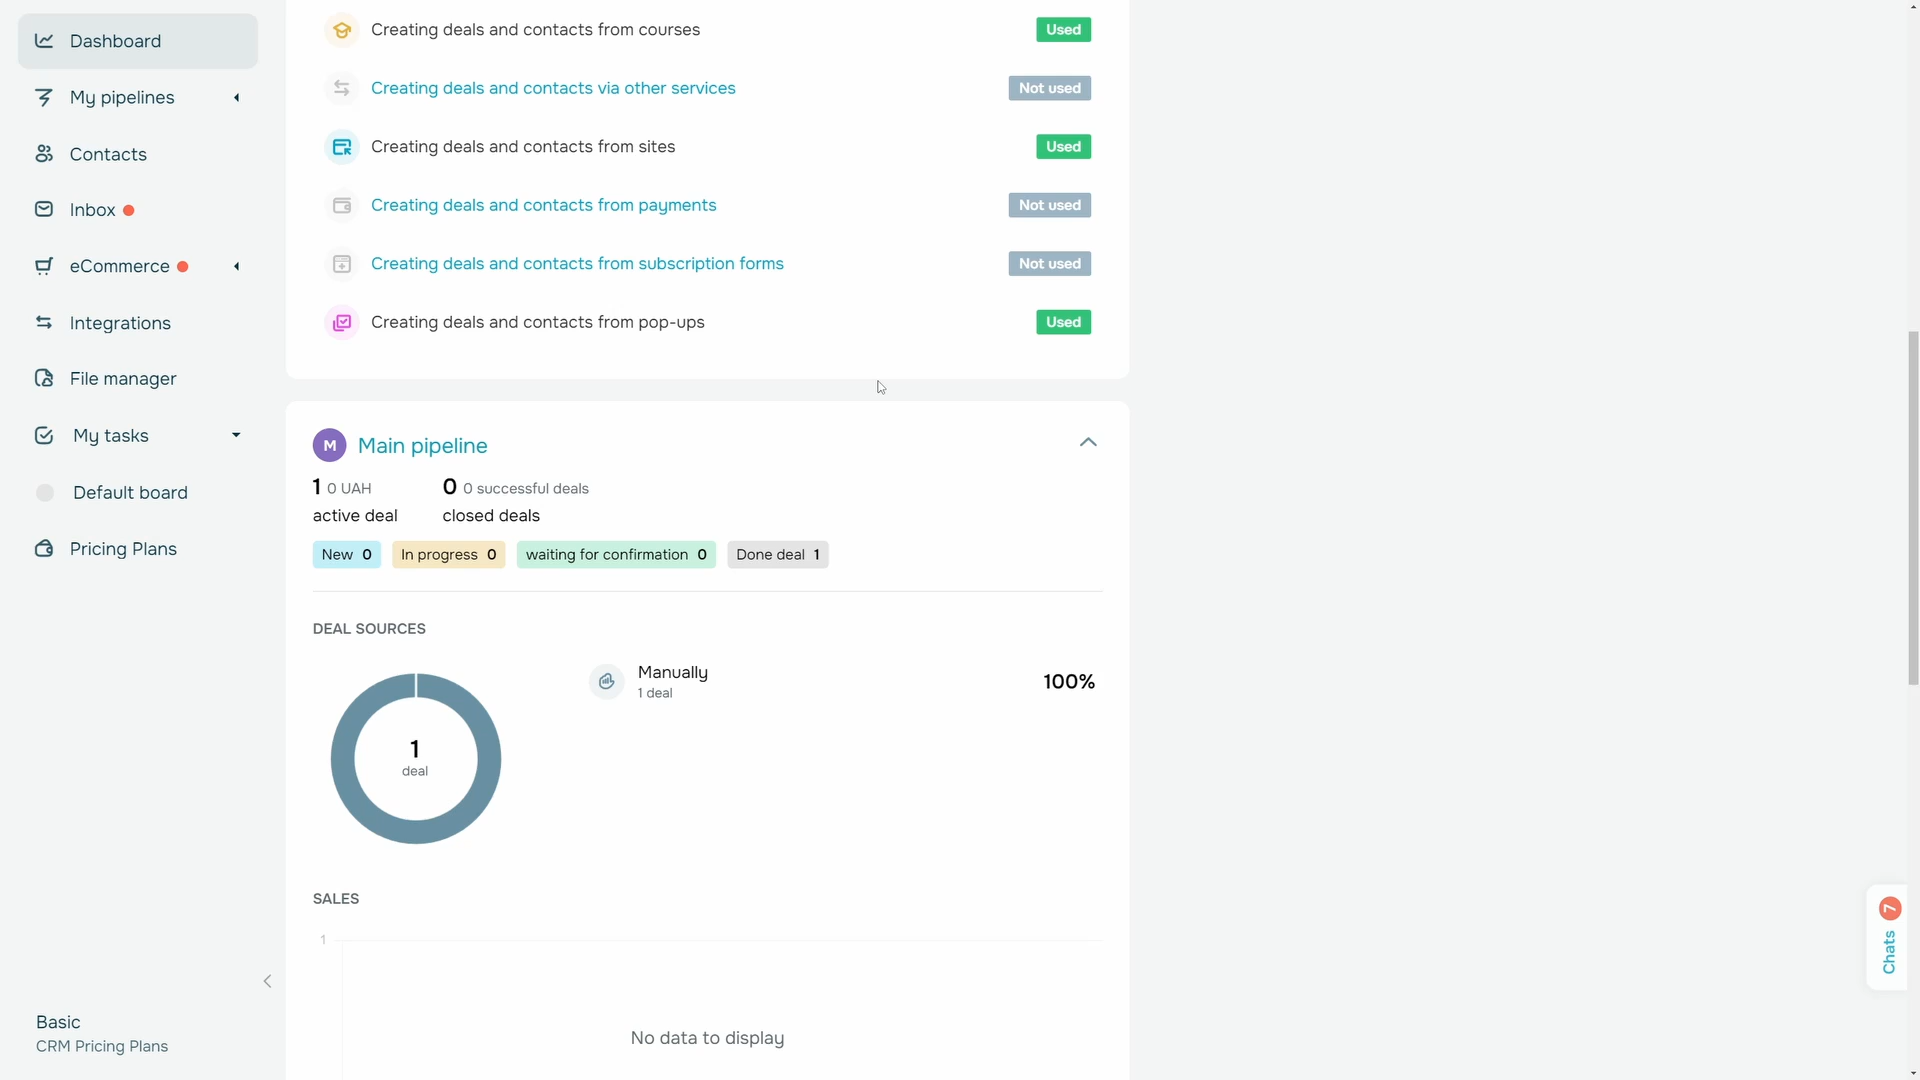 Dashboard
My pipelines
Contacts
Inbox
eCommerce
Integrations
File manager
My tasks
Default board
Pricing Plans
Basic
CRM Pricing Plans
Creating deals and contacts from courses Used
Creating deals and contacts via other services Not used
Creating deals and contacts from sites Used
Creating deals and contacts from payments Not used
Creating deals and contacts from subscription forms Not used
Creating deals and contacts from pop-ups Used
M Main pipeline
1 0 UAH 0 0 successful deals
active deal closed deals
New 0 In progress 0 waiting for confirmation 0 Done deal 1
DEAL SOURCES
1
deal
Manually
1 deal
100%
SALES
1
No data to display
Chats 7